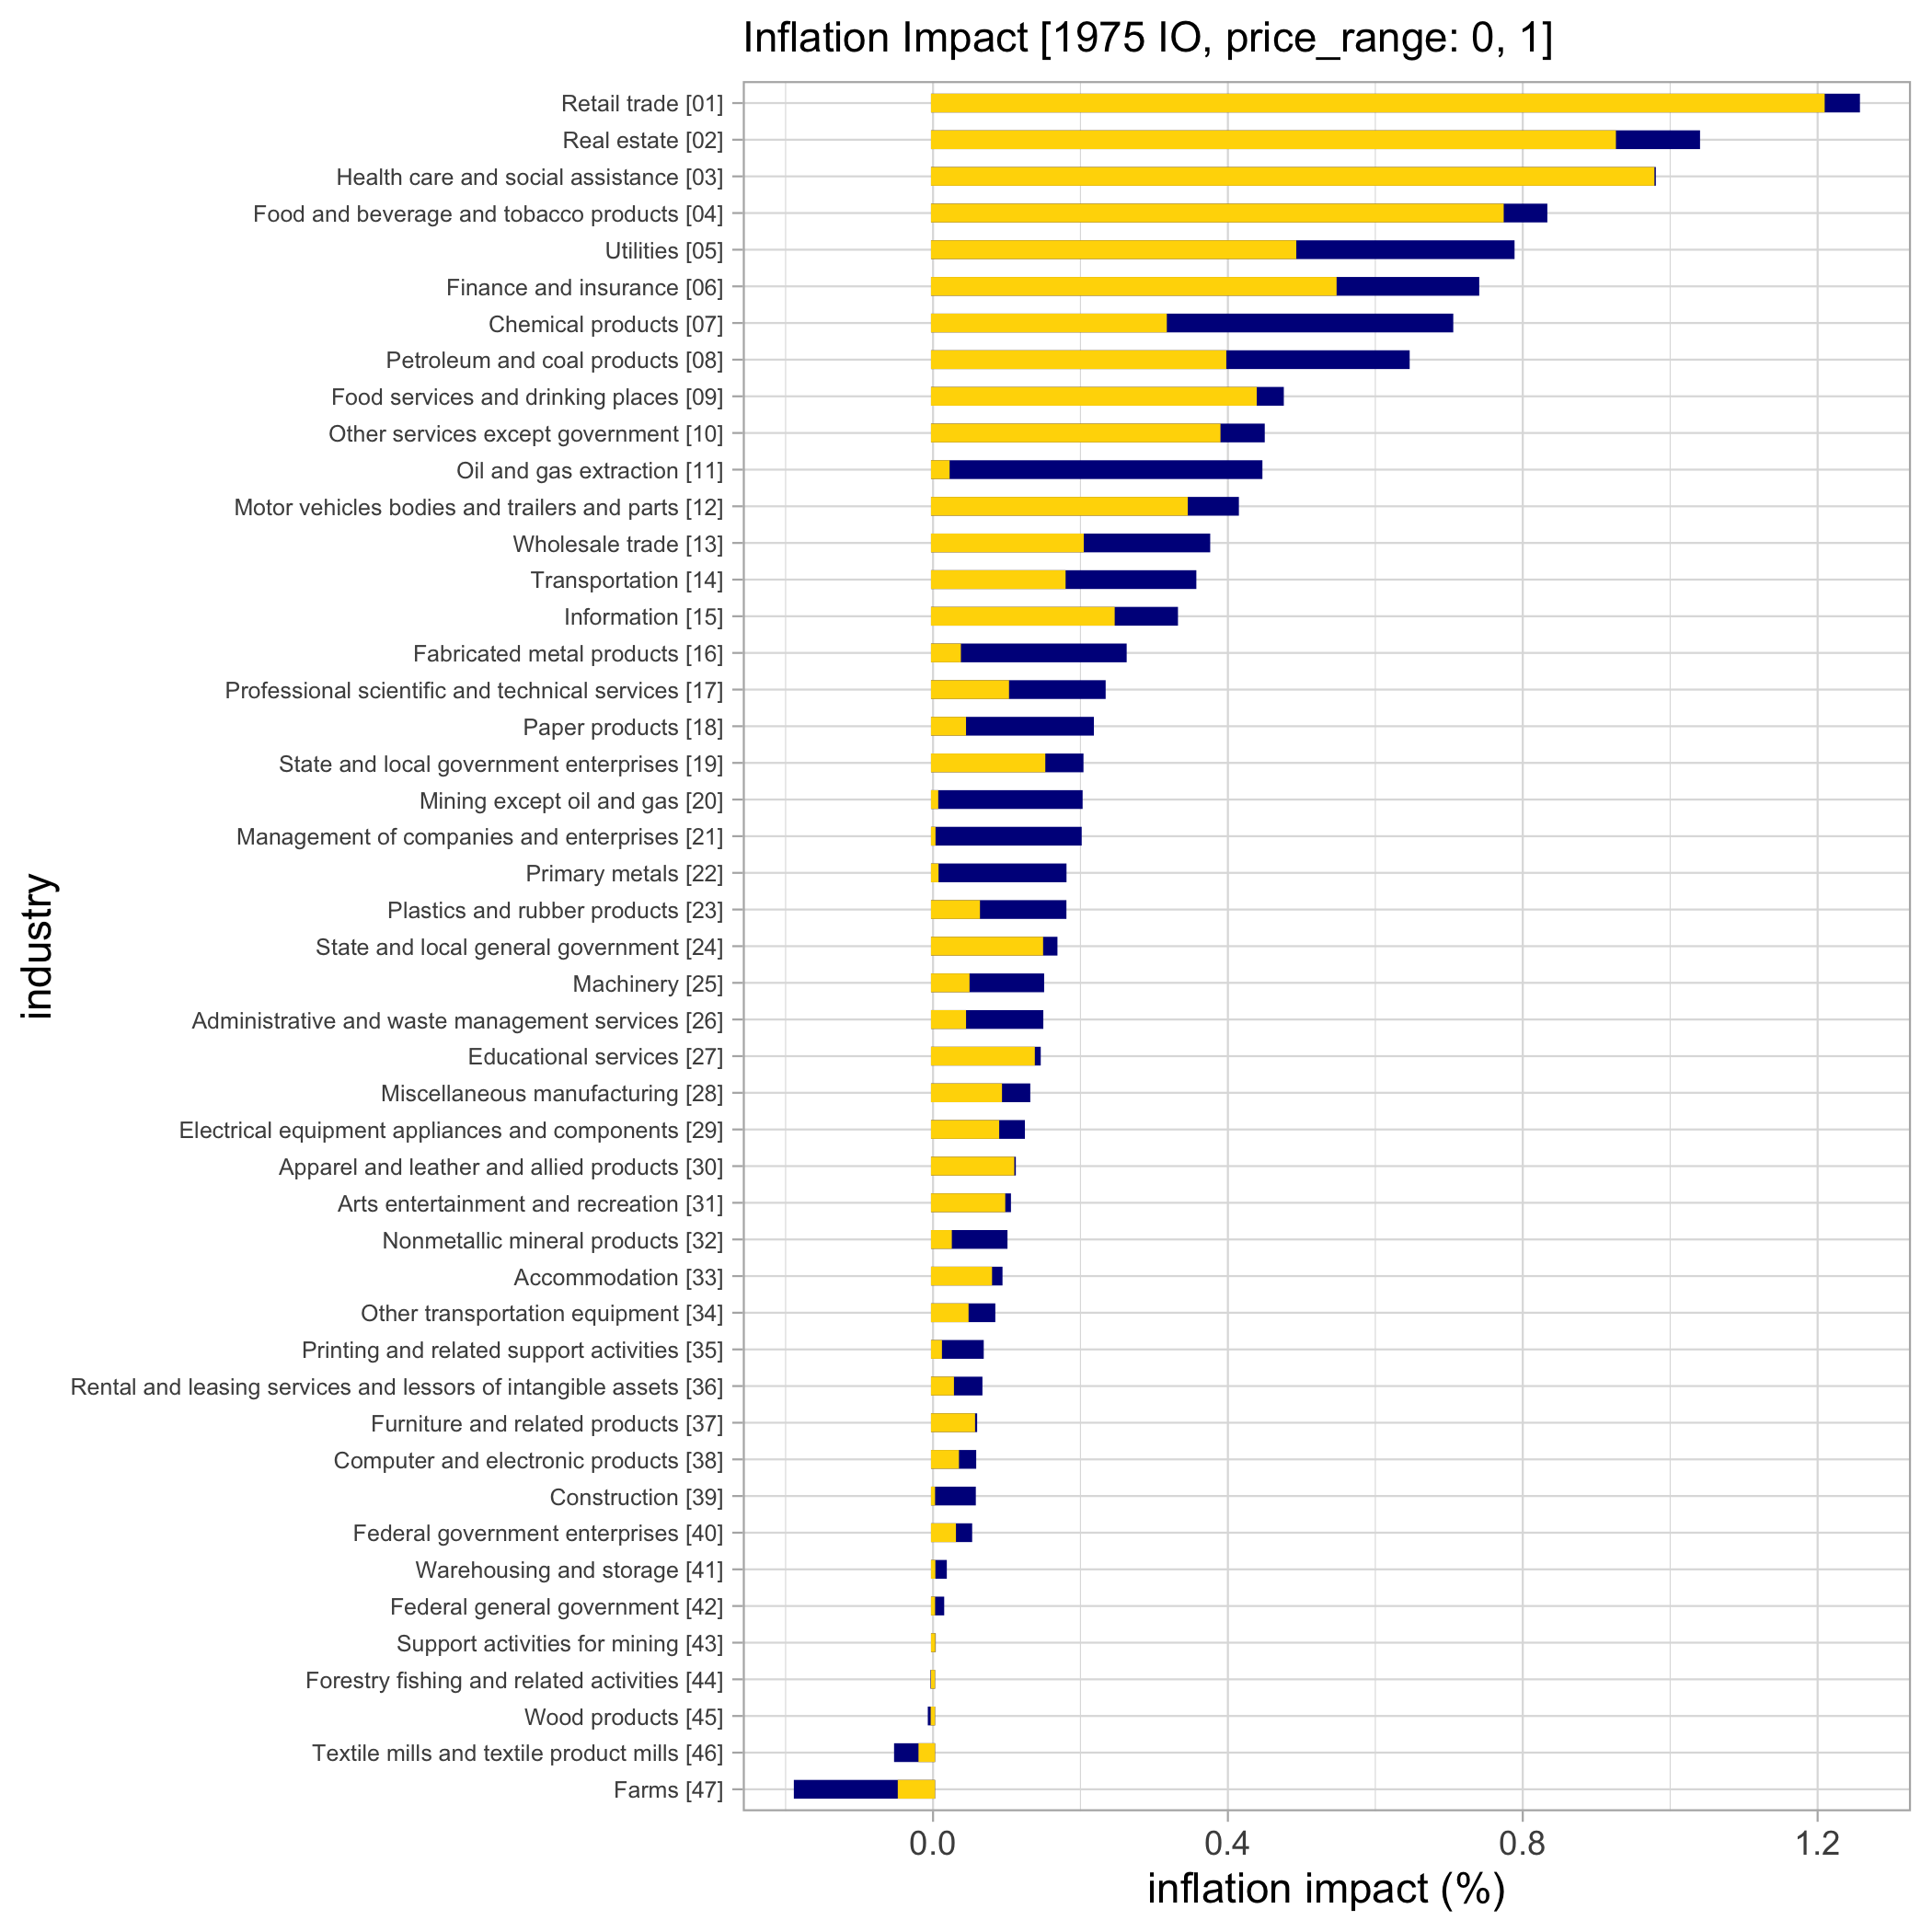 Inflation Impact [1975 IO, price_range: 0, 1]
Retail trade [01]
Real estate [02]
Health care and social assistance [03]
Food and beverage and tobacco products [04]
Utilities [05]
Finance and insurance [06]
Chemical products [07]
Petroleum and coal products [08]
Food services and drinking places [09]
Other services except government [10]
Oil and gas extraction [11]
Motor vehicles bodies and trailers and parts [12]
Wholesale trade [13]
Transportation [14]
Information [15]
Fabricated metal products [16]
Professional scientific and technical services [17]
Paper products [18]
State and local government enterprises [19]
Mining except oil and gas [20]
Management of companies and enterprises [21]
Primary metals [22]
Plastics and rubber products [23]
State and local general government [24]
Machinery [25]
Administrative and waste management services [26]
Educational services [27]
Miscellaneous manufacturing [28]
Electrical equipment appliances and components [29]
Apparel and leather and allied products [30]
Arts entertainment and recreation [31]
Nonmetallic mineral products [32]
Accommodation [33]
Other transportation equipment [34]
Printing and related support activities [35]
Rental and leasing services and lessors of intangible assets [36]
Furniture and related products [37]
Computer and electronic products [38]
Construction [39]
Federal government enterprises [40]
Warehousing and storage [41]
Federal general government [42]
Support activities for mining [43]
Forestry fishing and related activities [44]
Wood products [45]
Textile mills and textile product mills [46]
Farms [47]
industry
0.0 0.4 0.8 1.2
inflation impact (%)